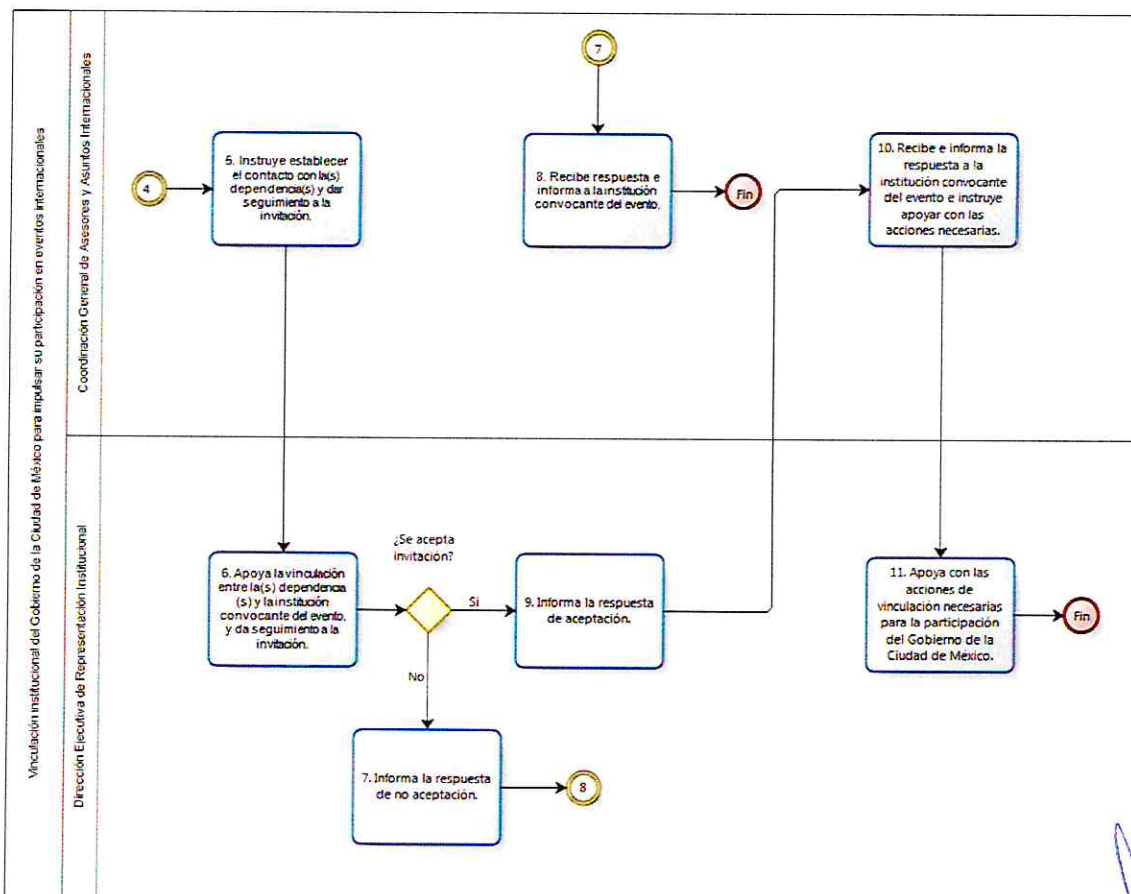 Vinculación institucional del Gobierno de la Ciudad de México para impulsar su participación en eventos internacionales
Coordinación General de Asesores y Asuntos Internacionales
4
5. Instruye establecer
el contacto con la(s)
dependencia(s) y dar
seguimiento a la
invitación.
7
8. Recibe respuesta e
informa a la institución
convocante del evento.
Fin
10. Recibe e informa la
respuesta a la
institución convocante
del evento e instruye
apoyar con las
acciones necesarias.
Dirección Ejecutiva de Representación Institucional
6. Apoya la vinculación
entre la(s) dependencia
(s) y la institución
convocante del evento,
y da seguimiento a la
invitación.
¿Se acepta
invitación?
Si
No
9. Informa la respuesta
de aceptación.
11. Apoya con las
acciones de
vinculación necesarias
para la participación
del Gobierno de la
Ciudad de México.
Fin
7. Informa la respuesta
de no aceptación.
8